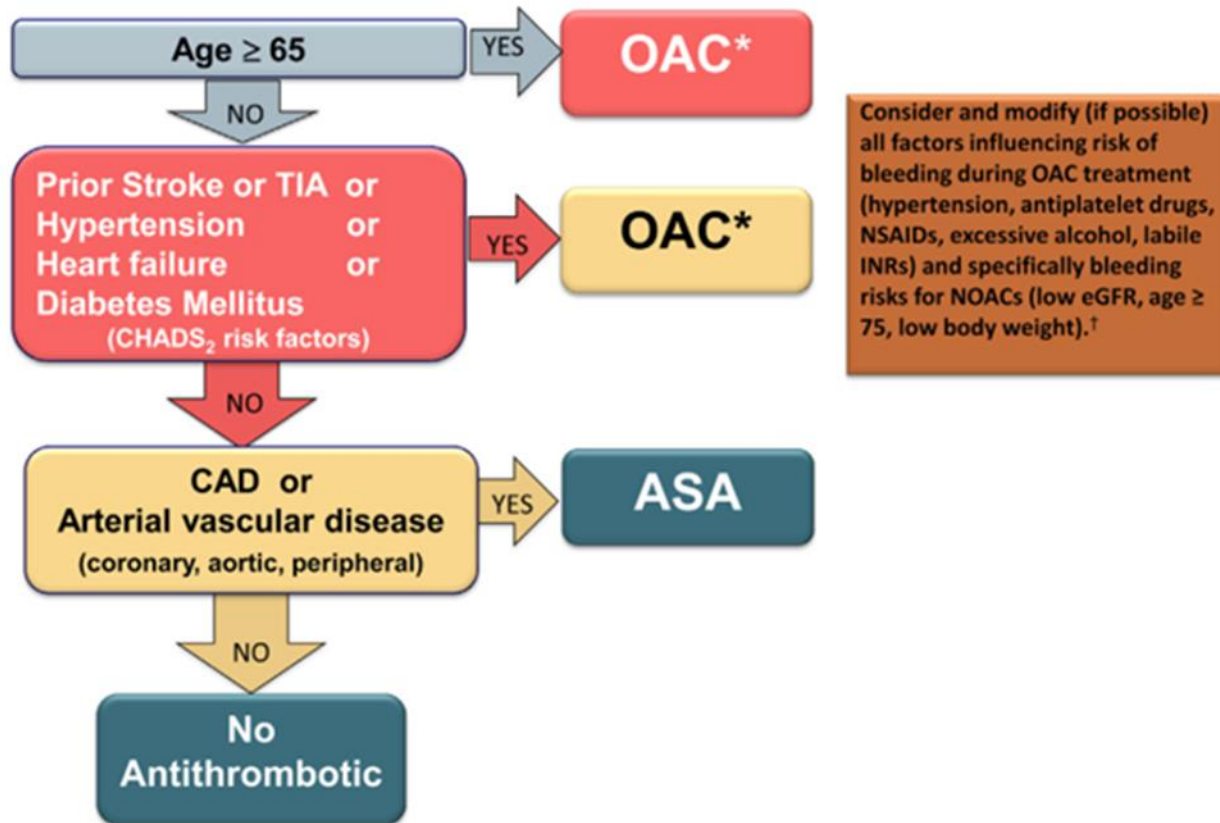 Age ≥ 65
YES
OAC*
NO
Prior Stroke or TIA or
Hypertension or
Heart failure or
Diabetes Mellitus
(CHADS₂ risk factors)
YES
OAC*
Consider and modify (if possible)
all factors influencing risk of
bleeding during OAC treatment
(hypertension, antiplatelet drugs,
NSAIDs, excessive alcohol, labile
INRs) and specifically bleeding
risks for NOACs (low eGFR, age ≥
75, low body weight).†
NO
CAD or
Arterial vascular disease
(coronary, aortic, peripheral)
YES
ASA
NO
No
Antithrombotic